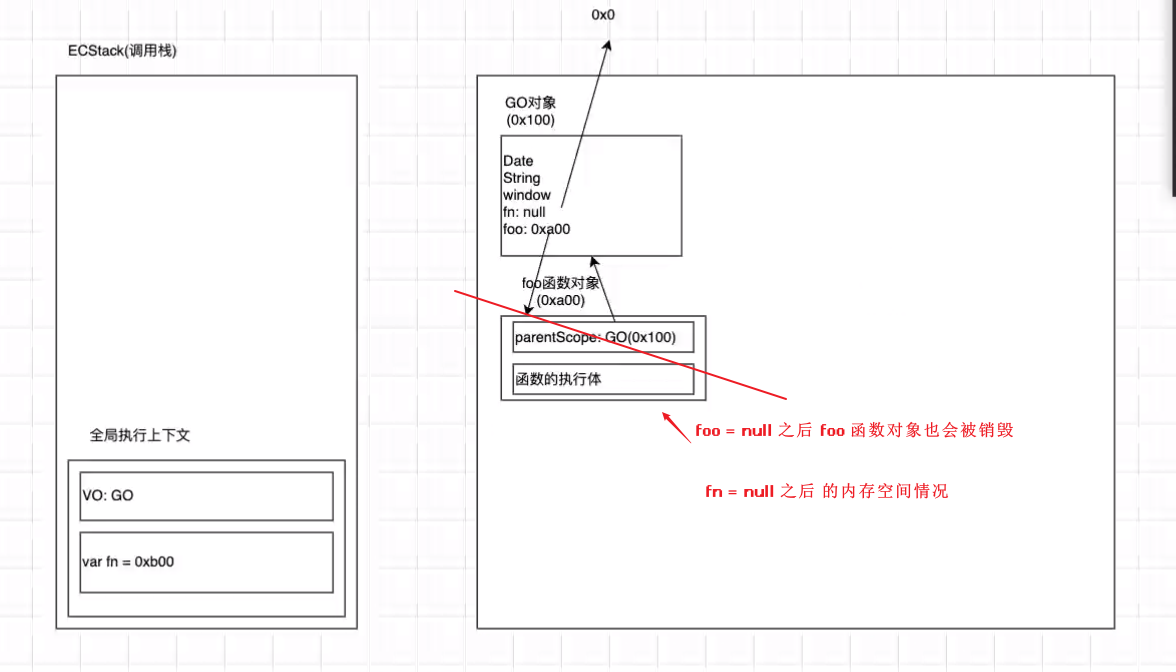 0x0
ECStack(调用栈)
GO对象
(0x100)
Date
String
window
fn: null
foo: 0xa00
foo函数对象
(0xa00)
parentScope: GO(0x100)
函数的执行体
全局执行上下文
VO: GO
var fn = 0xb00
foo = null 之后 foo 函数对象也会被销毁
fn = null 之后 的内存空间情况